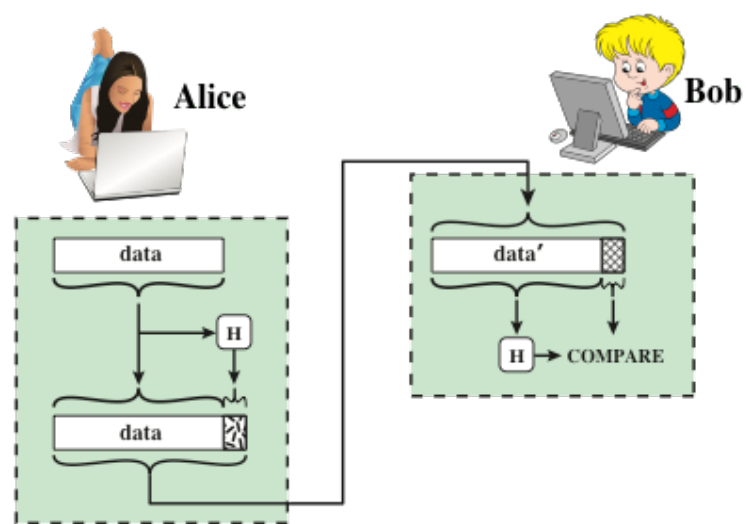 Alice
Bob
data
H
data
data′
H
COMPARE